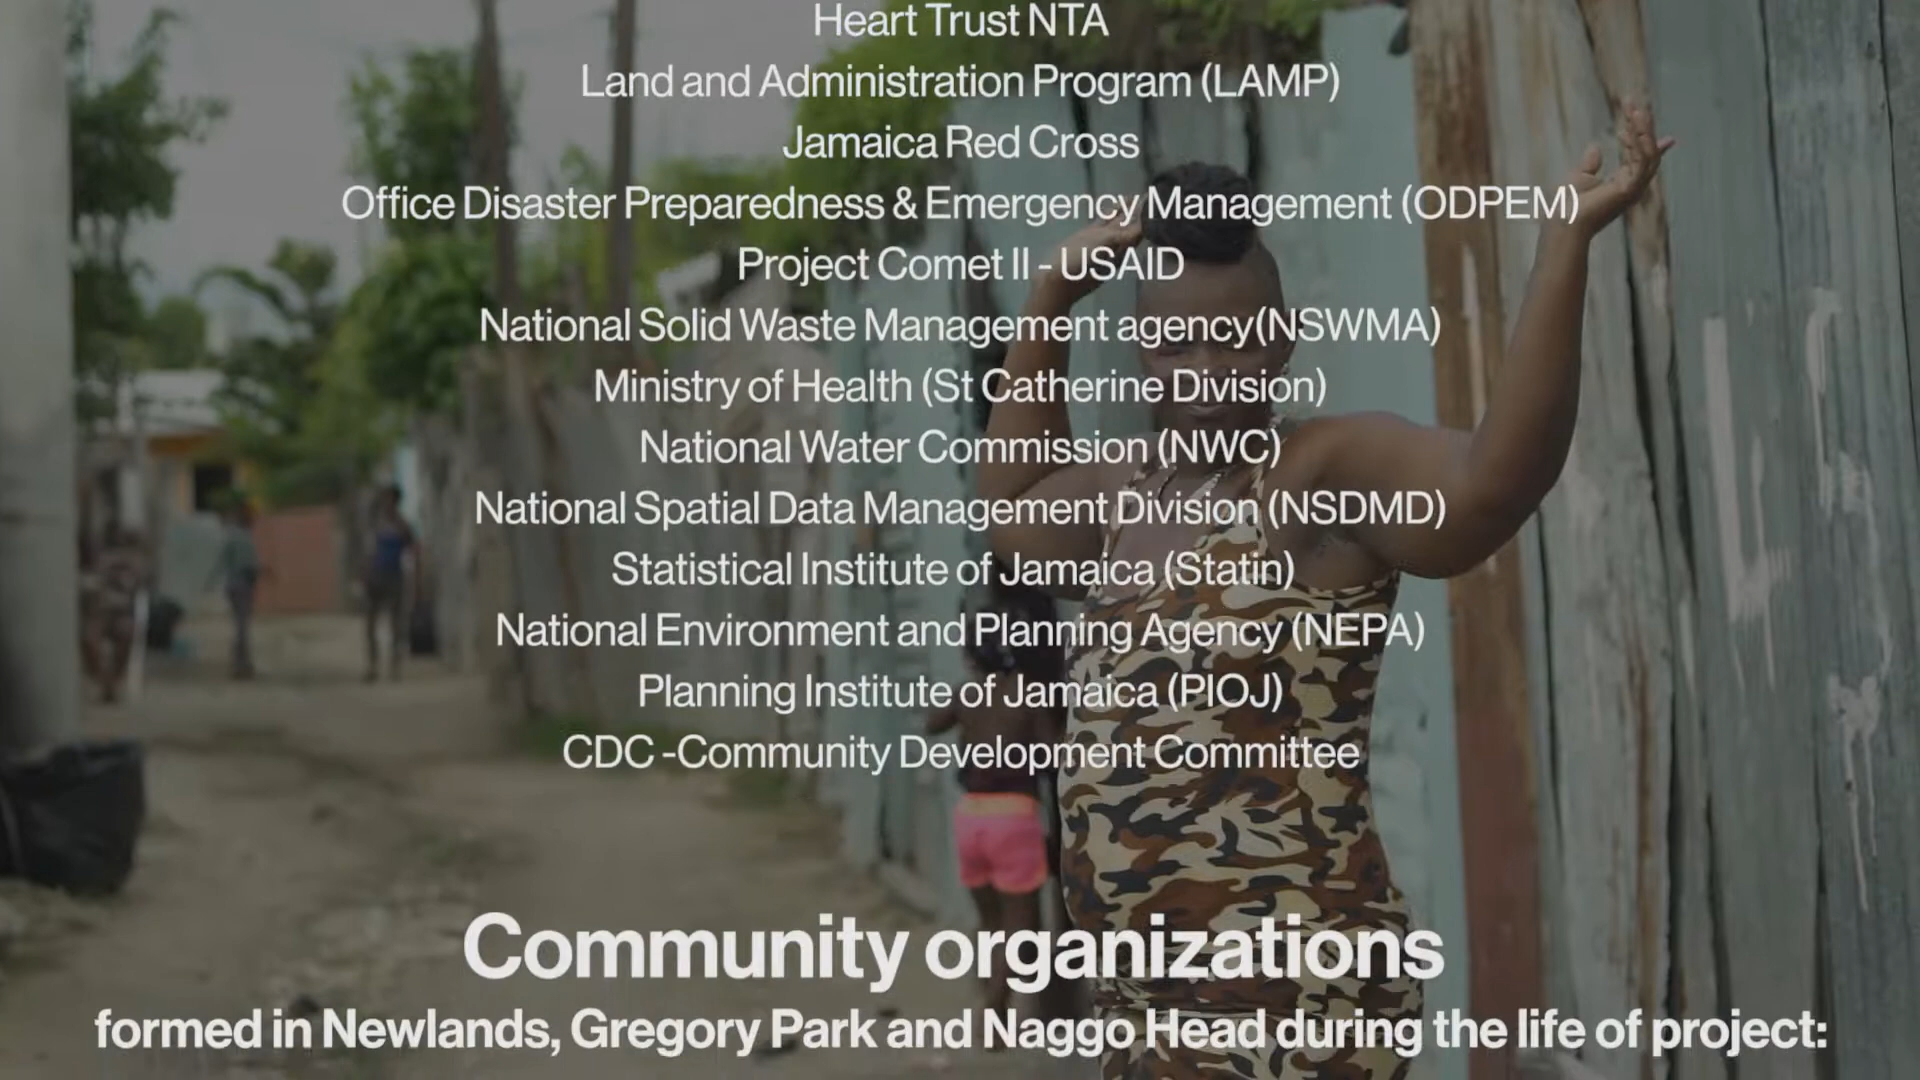 Heart Trust NTA
Land and Administration Program (LAMP)
Jamaica Red Cross
Office Disaster Preparedness & Emergency Management (ODPEM)
Project Comet II - USAID
National Solid Waste Management agency(NSWMA)
Ministry of Health (St Catherine Division)
National Water Commission (NWC)
National Spatial Data Management Division (NSDMD)
Statistical Institute of Jamaica (Statin)
National Environment and Planning Agency (NEPA)
Planning Institute of Jamaica (PIOJ)
CDC -Community Development Committee
Community organizations
formed in Newlands, Gregory Park and Naggo Head during the life of project: